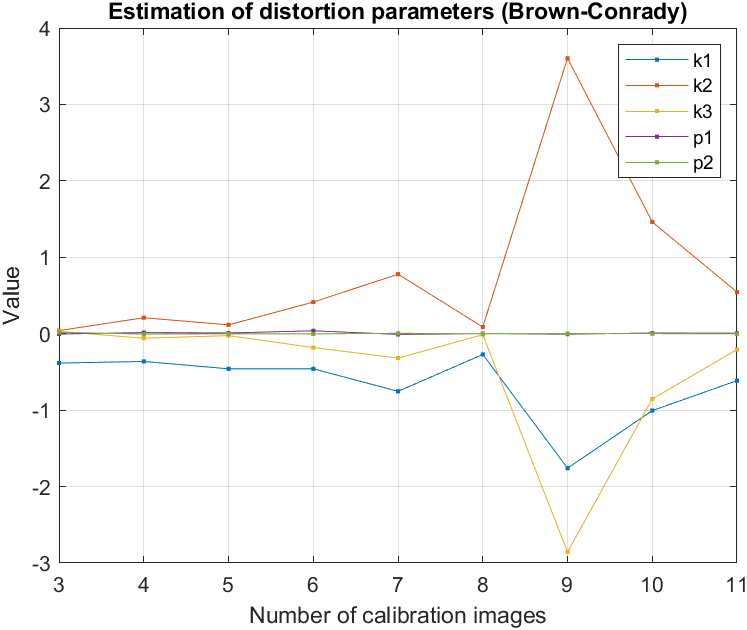 Estimation of distortion parameters (Brown-Conrady)
4
3
2
1
0
-1
-2
-3
Value
k1
k2
k3
p1
p2
3 4 5 6 7 8 9 10 11
Number of calibration images